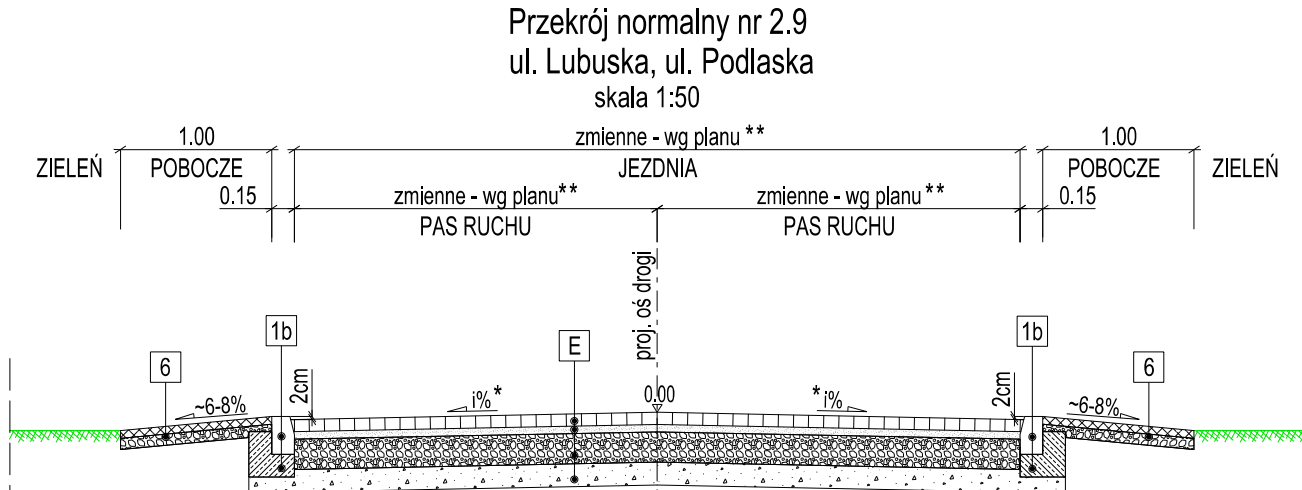 Przekrój normalny nr 2.9
ul. Lubuska, ul. Podlaska
skala 1:50
1.00 zmienne - wg planu ** 1.00
ZIELEŃ POBOCZE JEZDNIA POBOCZE ZIELEŃ
0.15 zmienne - wg planu** zmienne - wg planu** 0.15
PAS RUCHU PAS RUCHU
proj. oś drogi
1b 1b
6 E 6
2cm 2cm
~6-8% i%* 0.00 *i% ~6-8%